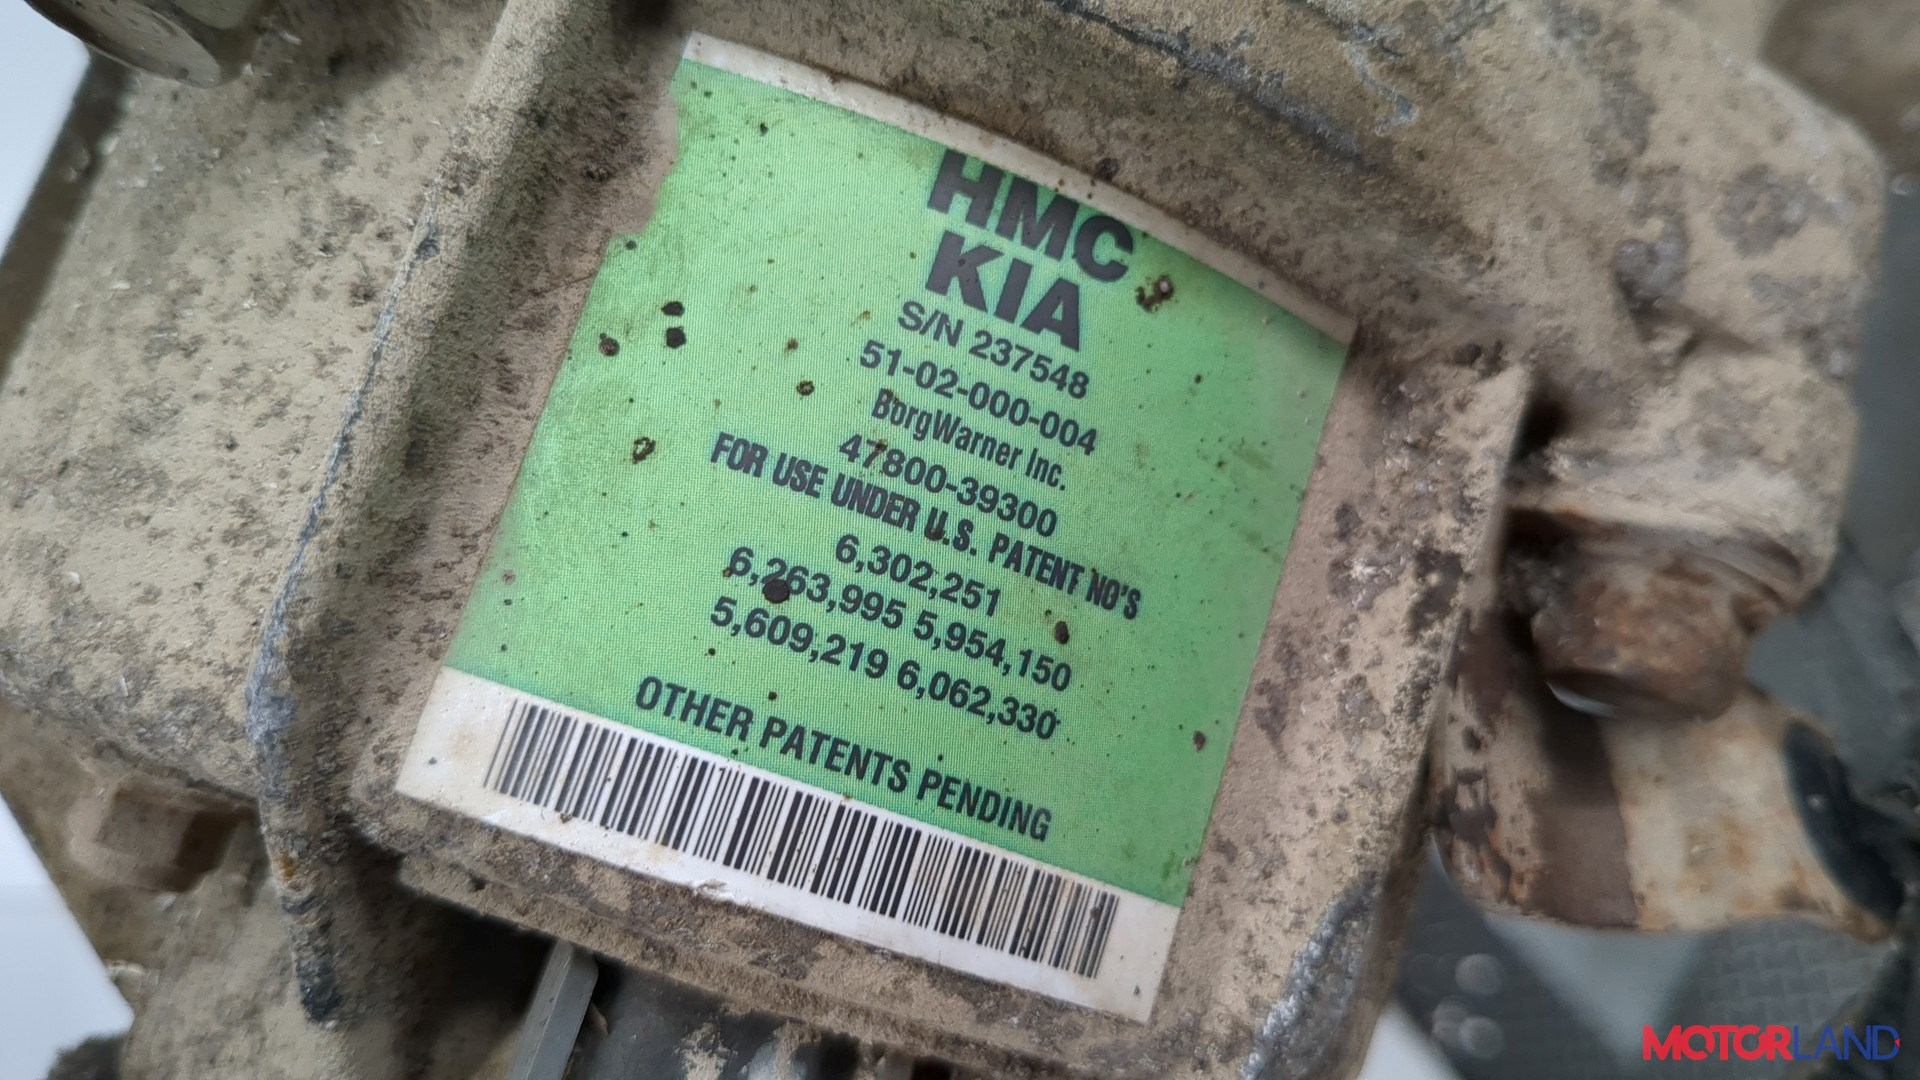 HMC
KIA
S/N 237548
51-02-000-004
BorgWarner Inc.
47800-39300
FOR USE UNDER U.S. PATENT NO'S
6,302,251
6,263,995 5,954,150
5,609,219 6,062,330
OTHER PATENTS PENDING
MOTORLAND